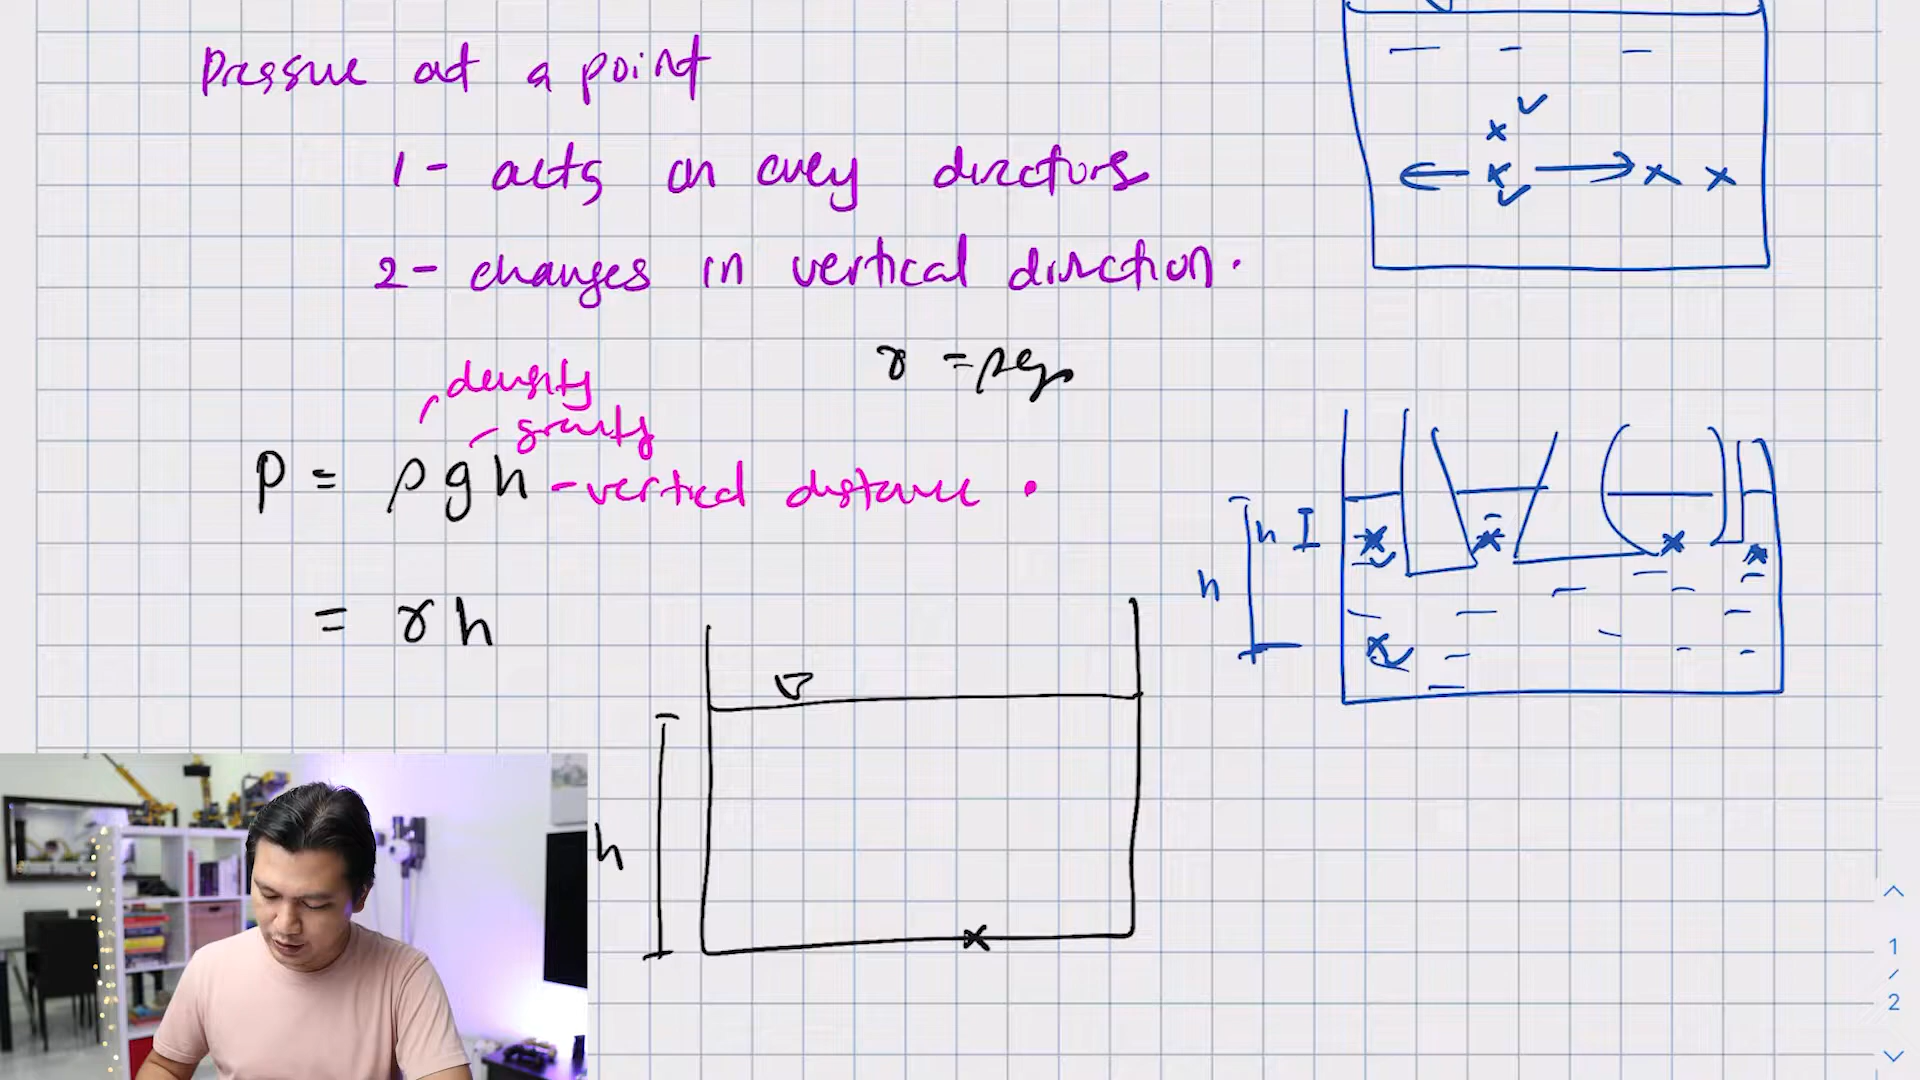 Pressure at a point
1- acts on every directions
2- changes in vertical direction.
γ = ρg
density
gravity
P = ρgh - vertical distance
= γh
h
h
h
1
/
2